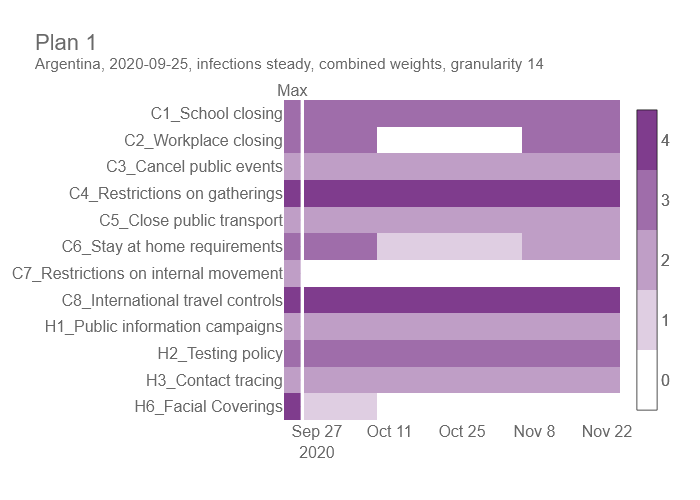 Plan 1
Argentina, 2020-09-25, infections steady, combined weights, granularity 14
Max
C1_School closing
C2_Workplace closing
C3_Cancel public events
C4_Restrictions on gatherings
C5_Close public transport
C6_Stay at home requirements
C7_Restrictions on internal movement
C8_International travel controls
H1_Public information campaigns
H2_Testing policy
H3_Contact tracing
H6_Facial Coverings
Sep 27 Oct 11 Oct 25 Nov 8 Nov 22
2020
4
3
2
1
0